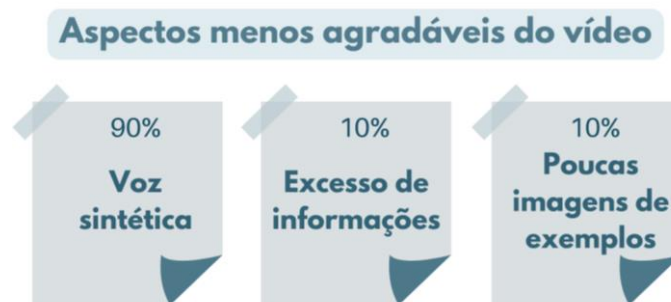 Aspectos menos agradáveis do vídeo
90%
Voz
sintética
10%
Excesso de
informações
10%
Poucas
imagens de
exemplos